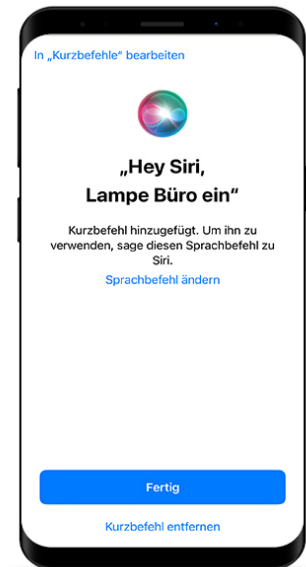 In „Kurzbefehle“ bearbeiten
„Hey Siri,
Lampe Büro ein“
Kurzbefehl hinzugefügt. Um ihn zu
verwenden, sage diesen Sprachbefehl zu
Siri.
Sprachbefehl ändern
Fertig
Kurzbefehl entfernen